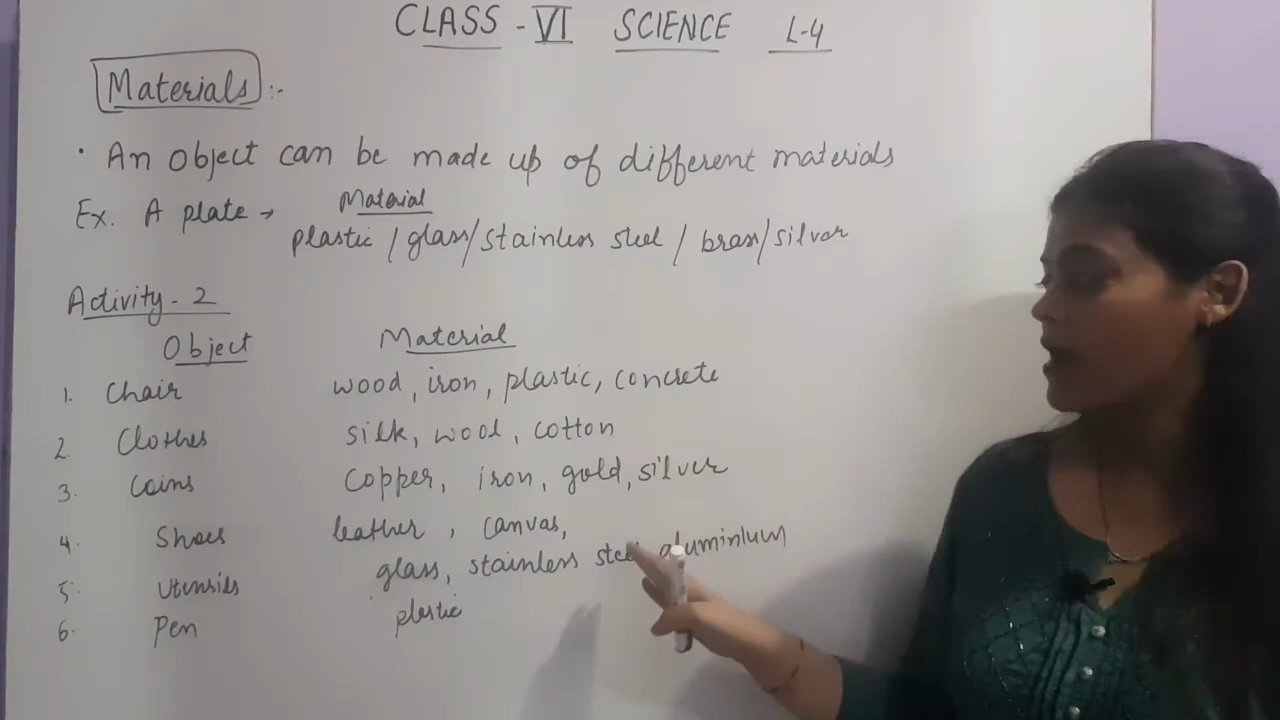 CLASS - VI SCIENCE L-4
Materials :-
• An object can be made up of different materials
Ex. A plate → Material
plastic / glass / stainless steel / brass / silver
Activity - 2
Object Material
1. Chair wood, iron, plastic, concrete
2. Clothes silk, wool, cotton
3. Coins Copper, iron, gold, silver
4. Shoes leather, canvas,
5. Utensils glass, stainless steel, aluminium
6. Pen plastic